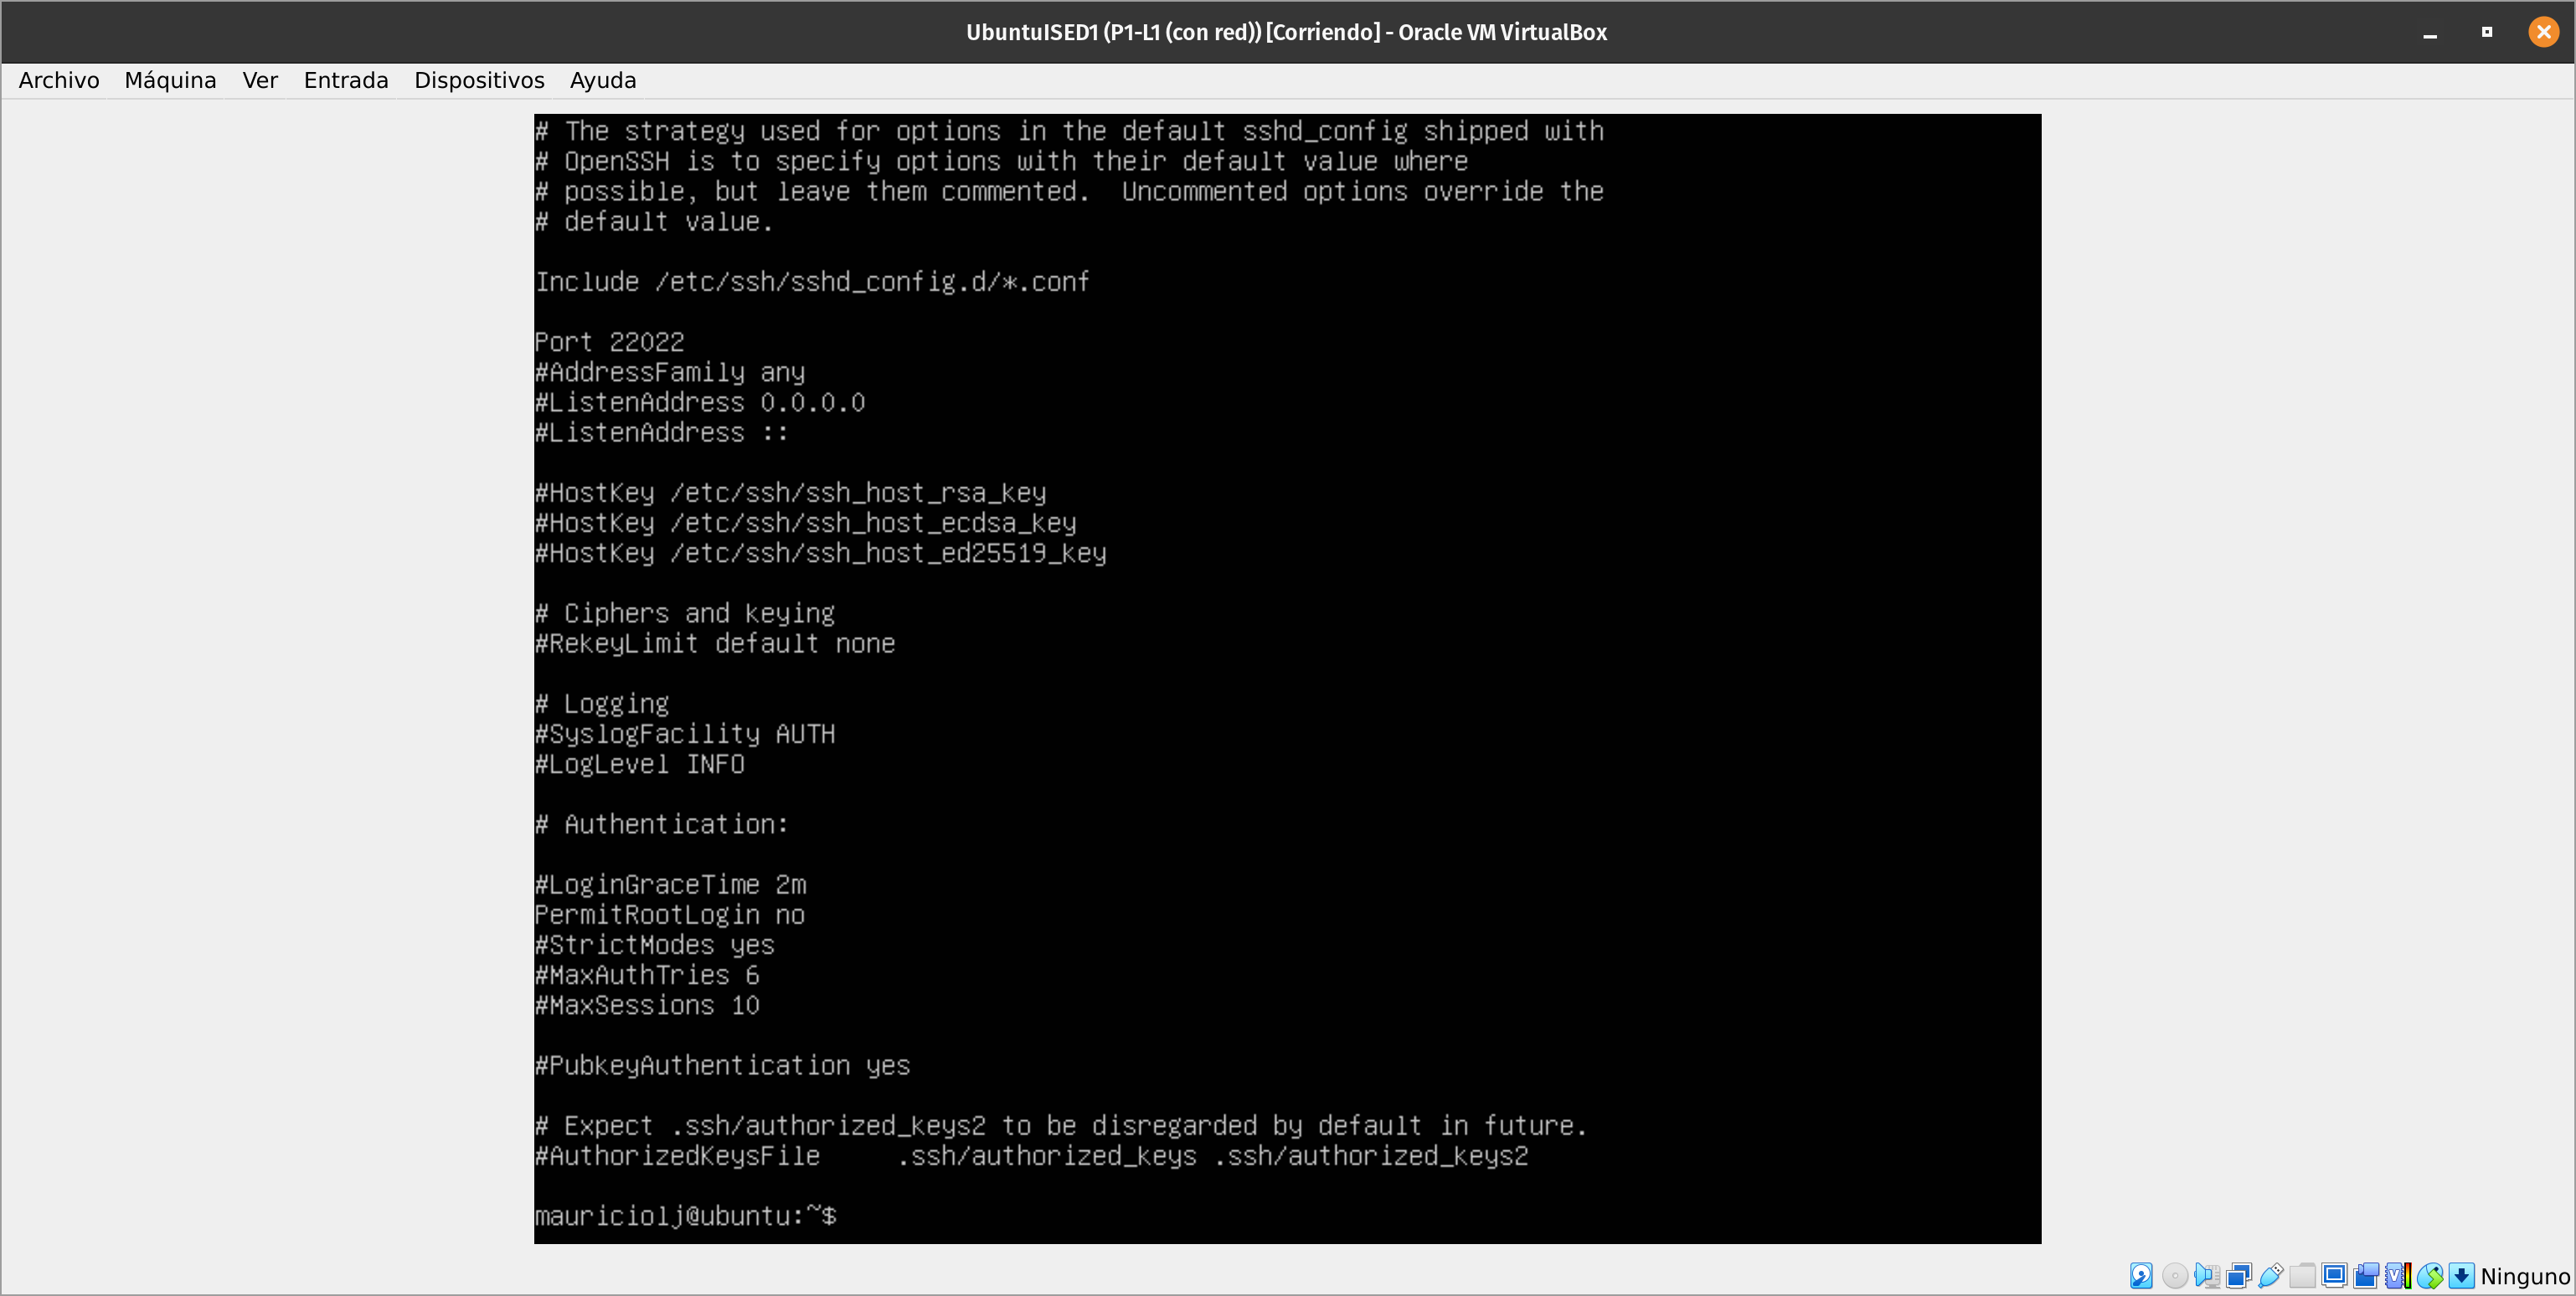 UbuntuISED1 (P1-L1 (con red)) [Corriendo] - Oracle VM VirtualBox
Archivo Máquina Ver Entrada Dispositivos Ayuda
# The strategy used for options in the default sshd_config shipped with
# OpenSSH is to specify options with their default value where
# possible, but leave them commented.  Uncommented options override the
# default value.
Include /etc/ssh/sshd_config.d/*.conf
Port 22022
#AddressFamily any
#ListenAddress 0.0.0.0
#ListenAddress ::
#HostKey /etc/ssh/ssh_host_rsa_key
#HostKey /etc/ssh/ssh_host_ecdsa_key
#HostKey /etc/ssh/ssh_host_ed25519_key
# Ciphers and keying
#RekeyLimit default none
# Logging
#SyslogFacility AUTH
#LogLevel INFO
# Authentication:
#LoginGraceTime 2m
PermitRootLogin no
#StrictModes yes
#MaxAuthTries 6
#MaxSessions 10
#PubkeyAuthentication yes
# Expect .ssh/authorized_keys2 to be disregarded by default in future.
#AuthorizedKeysFile     .ssh/authorized_keys .ssh/authorized_keys2
mauriciolj@ubuntu:~$
Ninguno